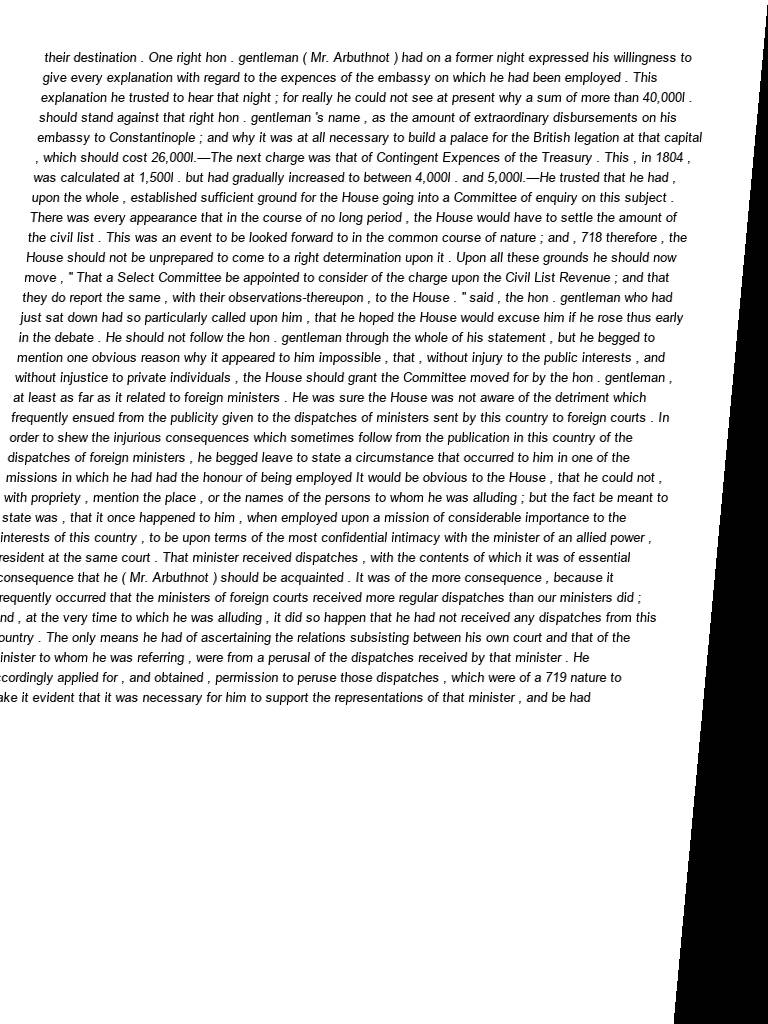 their destination . One right hon . gentleman ( Mr. Arbuthnot ) had on a former night expressed his willingness to
give every explanation with regard to the expences of the embassy on which he had been employed . This
explanation he trusted to hear that night ; for really he could not see at present why a sum of more than 40,000l .
should stand against that right hon . gentleman 's name , as the amount of extraordinary disbursements on his
embassy to Constantinople ; and why it was at all necessary to build a palace for the British legation at that capital
, which should cost 26,000l.—The next charge was that of Contingent Expences of the Treasury . This , in 1804 ,
was calculated at 1,500l . but had gradually increased to between 4,000l . and 5,000l.—He trusted that he had ,
upon the whole , established sufficient ground for the House going into a Committee of enquiry on this subject .
There was every appearance that in the course of no long period , the House would have to settle the amount of
the civil list . This was an event to be looked forward to in the common course of nature ; and , 718 therefore , the
House should not be unprepared to come to a right determination upon it . Upon all these grounds he should now
move , " That a Select Committee be appointed to consider of the charge upon the Civil List Revenue ; and that
they do report the same , with their observations-thereupon , to the House . " said , the hon . gentleman who had
just sat down had so particularly called upon him , that he hoped the House would excuse him if he rose thus early
in the debate . He should not follow the hon . gentleman through the whole of his statement , but he begged to
mention one obvious reason why it appeared to him impossible , that , without injury to the public interests , and
without injustice to private individuals , the House should grant the Committee moved for by the hon . gentleman ,
at least as far as it related to foreign ministers . He was sure the House was not aware of the detriment which
frequently ensued from the publicity given to the dispatches of ministers sent by this country to foreign courts . In
order to shew the injurious consequences which sometimes follow from the publication in this country of the
dispatches of foreign ministers , he begged leave to state a circumstance that occurred to him in one of the
missions in which he had had the honour of being employed It would be obvious to the House , that he could not ,
with propriety , mention the place , or the names of the persons to whom he was alluding ; but the fact be meant to
state was , that it once happened to him , when employed upon a mission of considerable importance to the
interests of this country , to be upon terms of the most confidential intimacy with the minister of an allied power ,
resident at the same court . That minister received dispatches , with the contents of which it was of essential
consequence that he ( Mr. Arbuthnot ) should be acquainted . It was of the more consequence , because it
requently occurred that the ministers of foreign courts received more regular dispatches than our ministers did ;
nd , at the very time to which he was alluding , it did so happen that he had not received any dispatches from this
ountry . The only means he had of ascertaining the relations subsisting between his own court and that of the
inister to whom he was referring , were from a perusal of the dispatches received by that minister . He
ccordingly applied for , and obtained , permission to peruse those dispatches , which were of a 719 nature to
ake it evident that it was necessary for him to support the representations of that minister , and be had